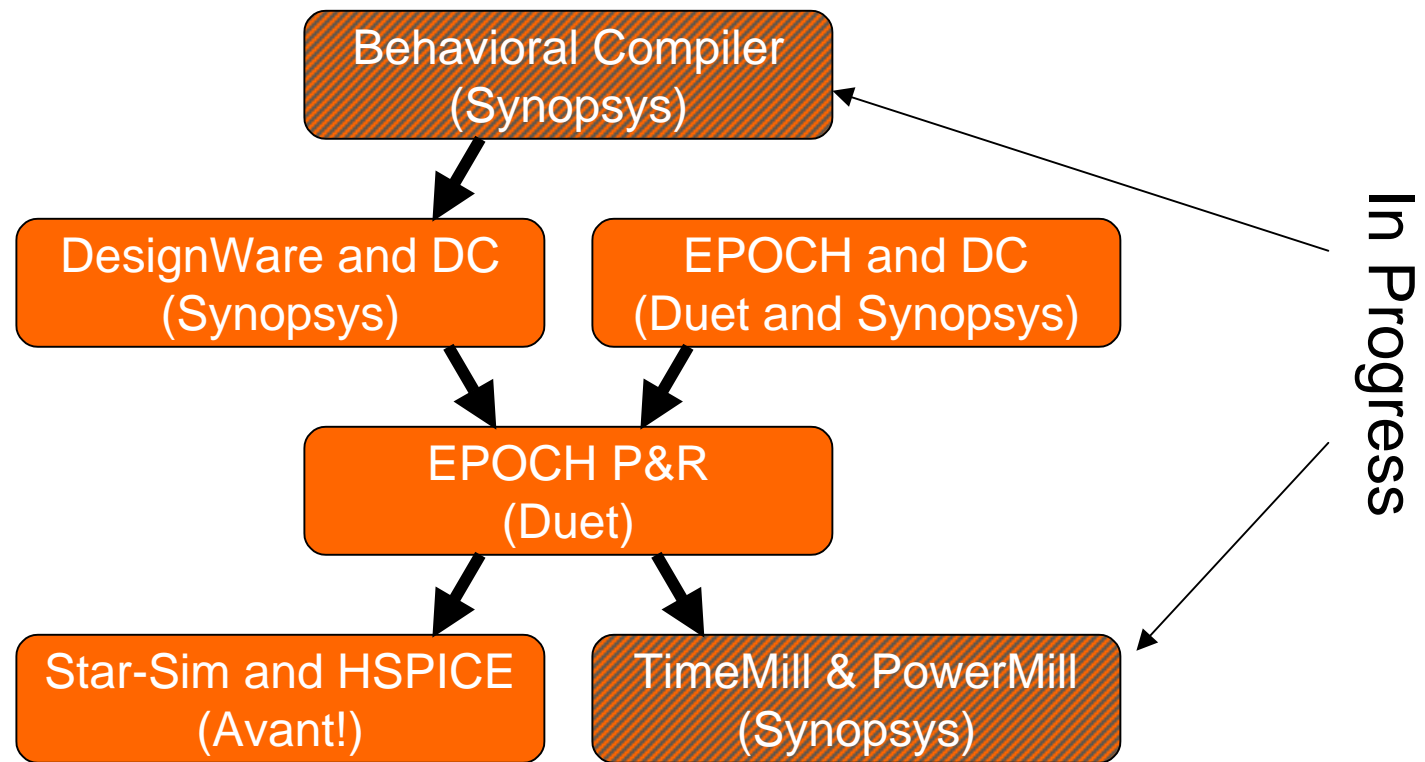 Behavioral Compiler
(Synopsys)
DesignWare and DC
(Synopsys)
EPOCH and DC
(Duet and Synopsys)
In Progress
EPOCH P&R
(Duet)
Star-Sim and HSPICE
(Avant!)
TimeMill & PowerMill
(Synopsys)